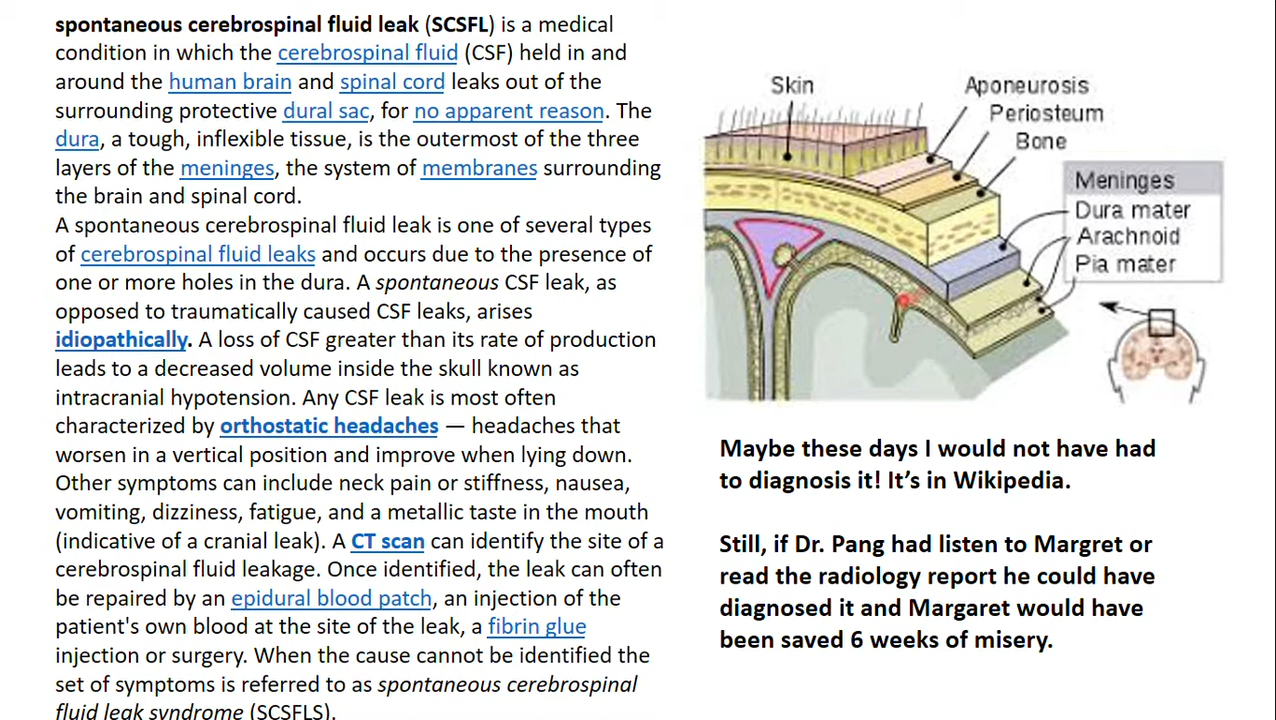 spontaneous cerebrospinal fluid leak (SCSFL) is a medical
condition in which the cerebrospinal fluid (CSF) held in and
around the human brain and spinal cord leaks out of the
surrounding protective dural sac, for no apparent reason. The
dura, a tough, inflexible tissue, is the outermost of the three
layers of the meninges, the system of membranes surrounding
the brain and spinal cord.
A spontaneous cerebrospinal fluid leak is one of several types
of cerebrospinal fluid leaks and occurs due to the presence of
one or more holes in the dura. A spontaneous CSF leak, as
opposed to traumatically caused CSF leaks, arises
idiopathically. A loss of CSF greater than its rate of production
leads to a decreased volume inside the skull known as
intracranial hypotension. Any CSF leak is most often
characterized by orthostatic headaches — headaches that
worsen in a vertical position and improve when lying down.
Other symptoms can include neck pain or stiffness, nausea,
vomiting, dizziness, fatigue, and a metallic taste in the mouth
(indicative of a cranial leak). A CT scan can identify the site of a
cerebrospinal fluid leakage. Once identified, the leak can often
be repaired by an epidural blood patch, an injection of the
patient's own blood at the site of the leak, a fibrin glue
injection or surgery. When the cause cannot be identified the
set of symptoms is referred to as spontaneous cerebrospinal
fluid leak syndrome (SCSFLS).
Skin
Aponeurosis
Periosteum
Bone
Meninges
Dura mater
Arachnoid
Pia mater
Maybe these days I would not have had
to diagnosis it! It’s in Wikipedia.
Still, if Dr. Pang had listen to Margret or
read the radiology report he could have
diagnosed it and Margaret would have
been saved 6 weeks of misery.